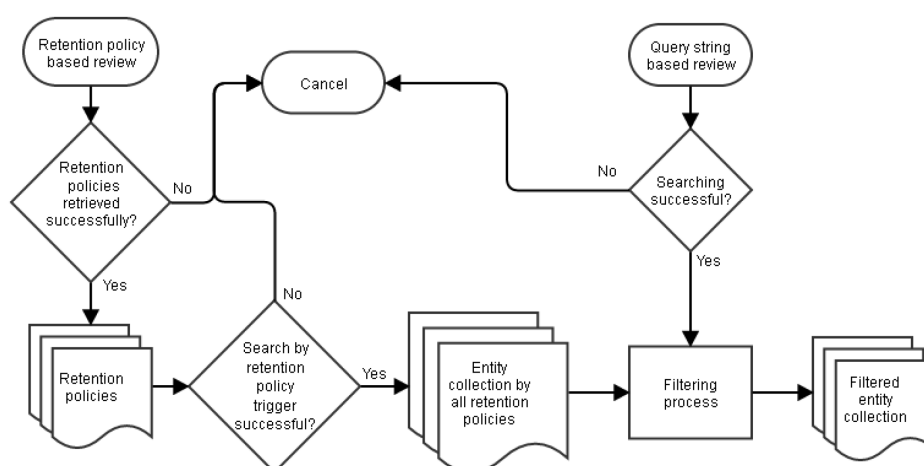 Retention policy
based review
Cancel
Query string
based review
Retention
policies
retrieved
successfully?
No
No
Searching
successful?
Yes
Yes
No
Retention
policies
Search by
retention
policy
trigger
successful?
Yes
Entity
collection by
all retention
policies
Filtering
process
Filtered
entity
collection